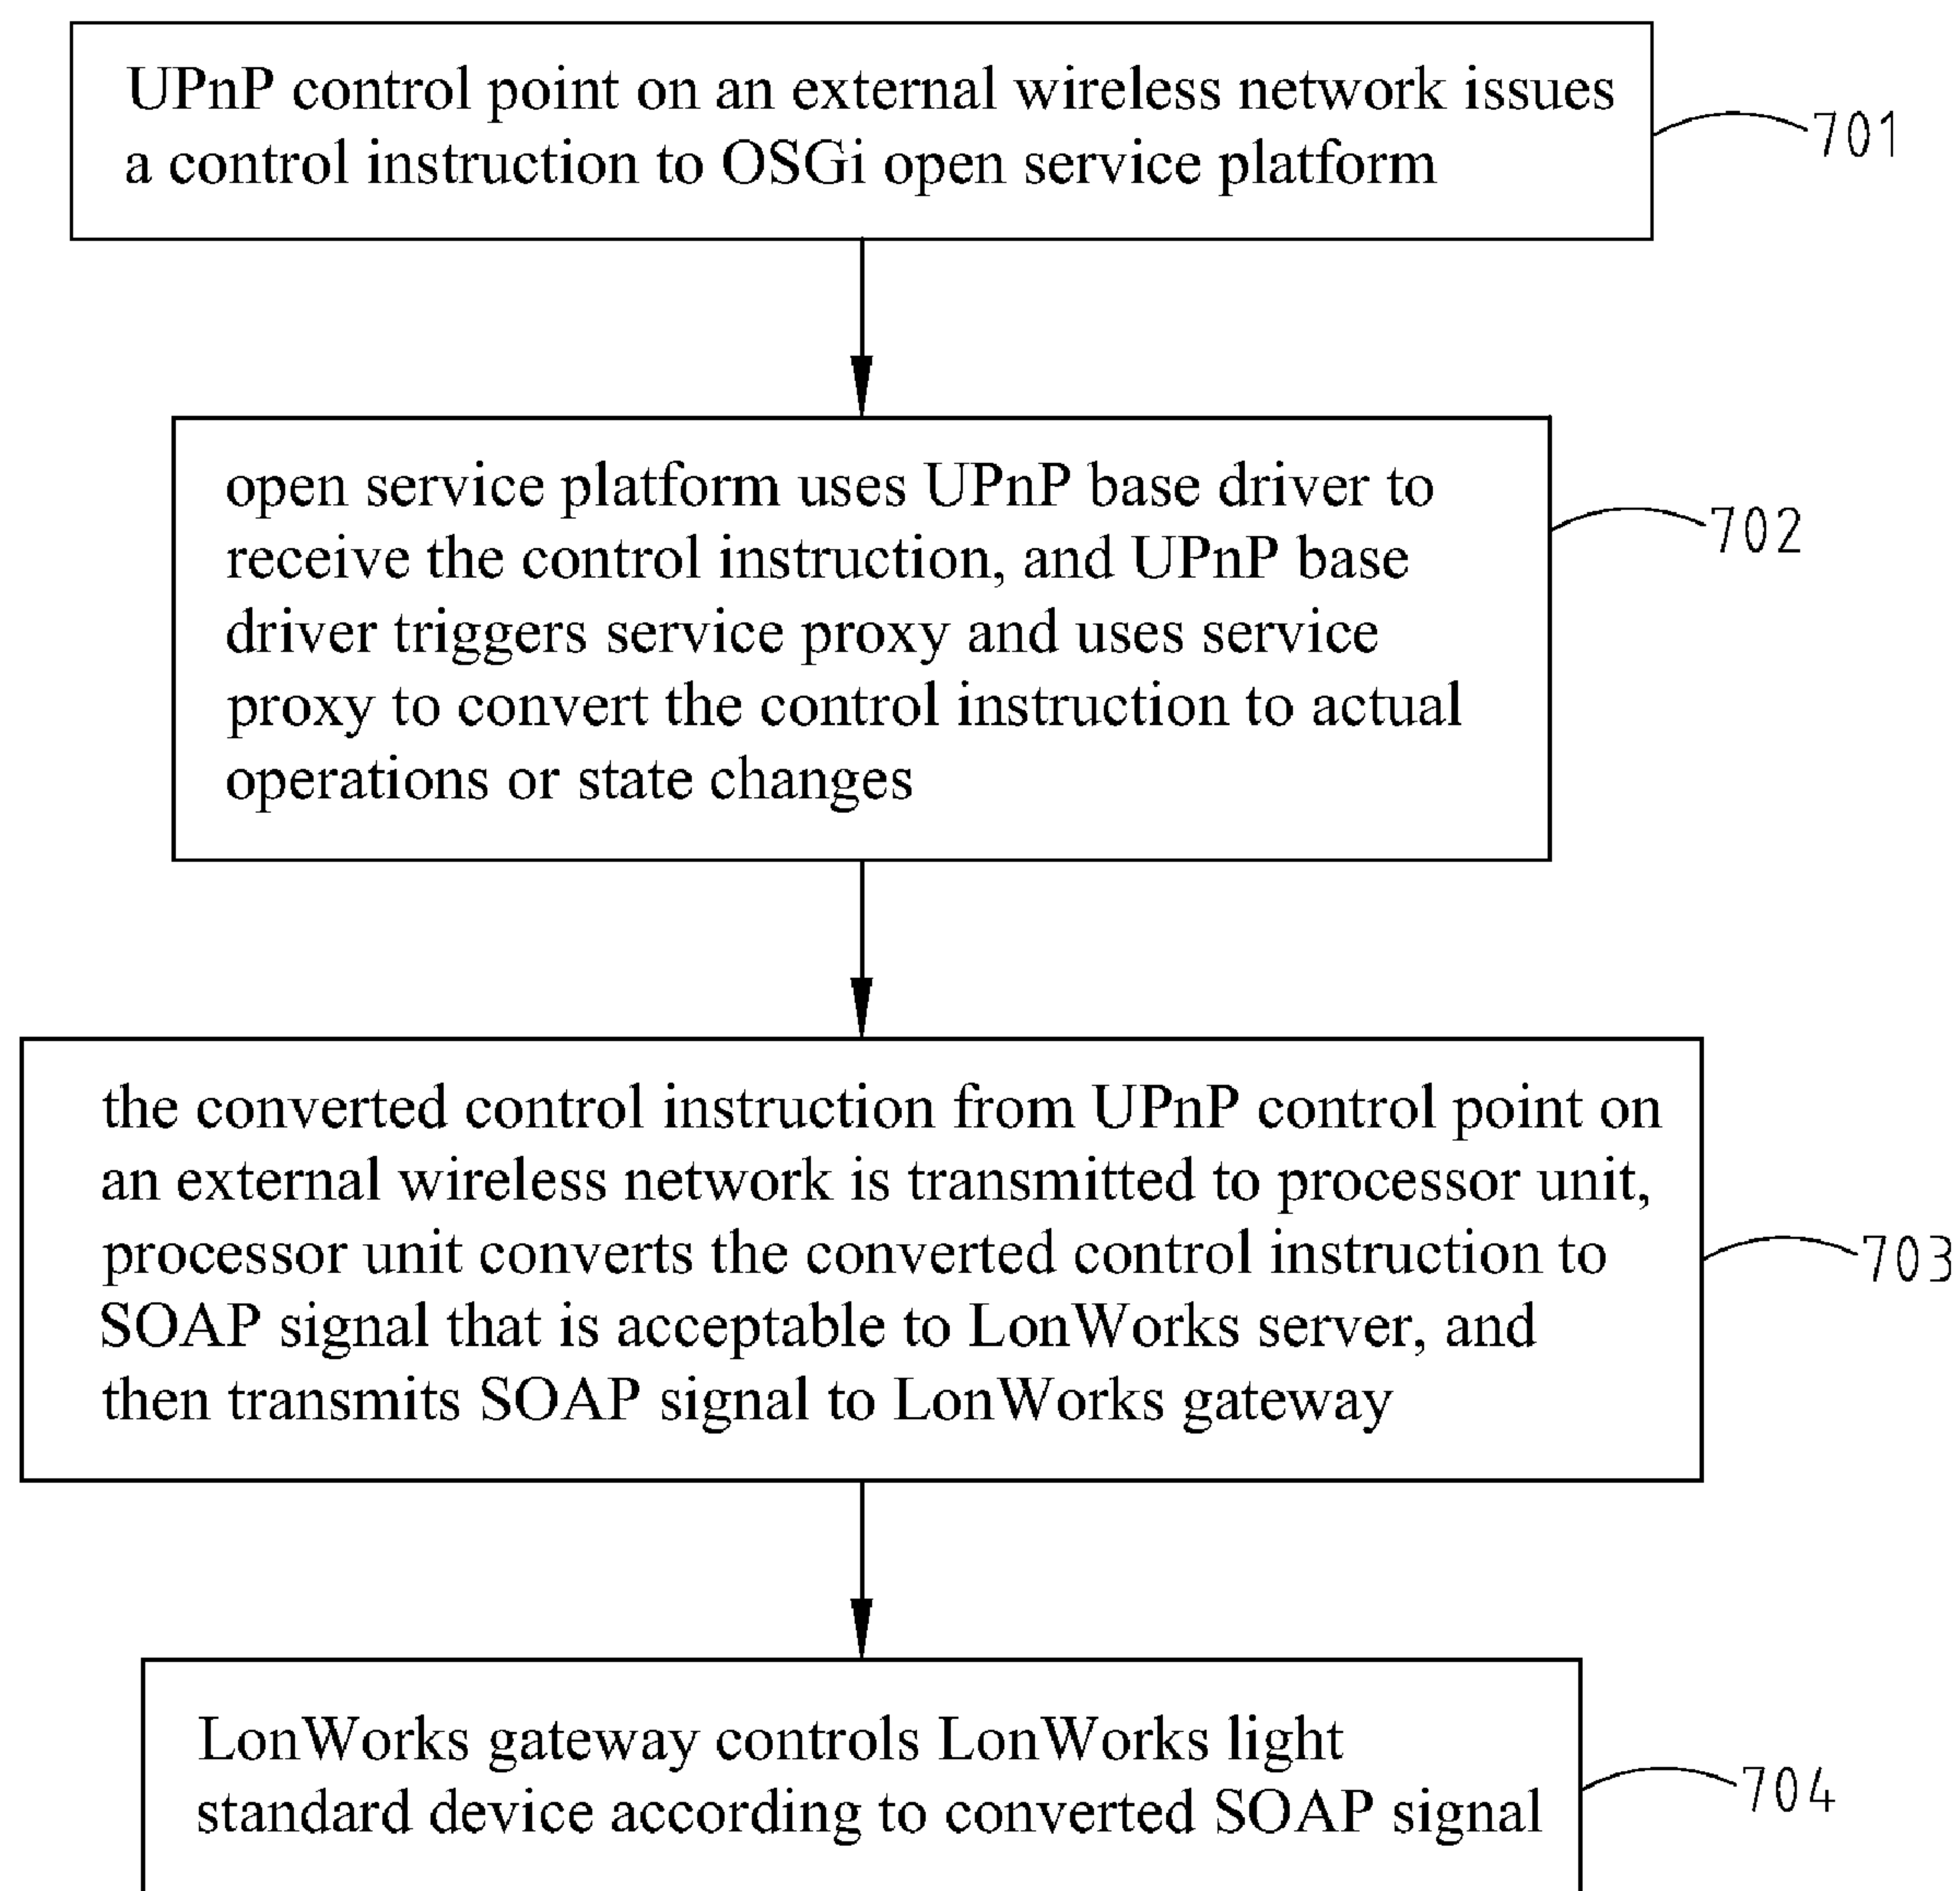 UPnP control point on an external wireless network issues
a control instruction to OSGi open service platform
701
open service platform uses UPnP base driver to
receive the control instruction, and UPnP base
driver triggers service proxy and uses service
proxy to convert the control instruction to actual
operations or state changes
702
the converted control instruction from UPnP control point on
an external wireless network is transmitted to processor unit,
processor unit converts the converted control instruction to
SOAP signal that is acceptable to LonWorks server, and
then transmits SOAP signal to LonWorks gateway
703
LonWorks gateway controls LonWorks light
standard device according to converted SOAP signal
704